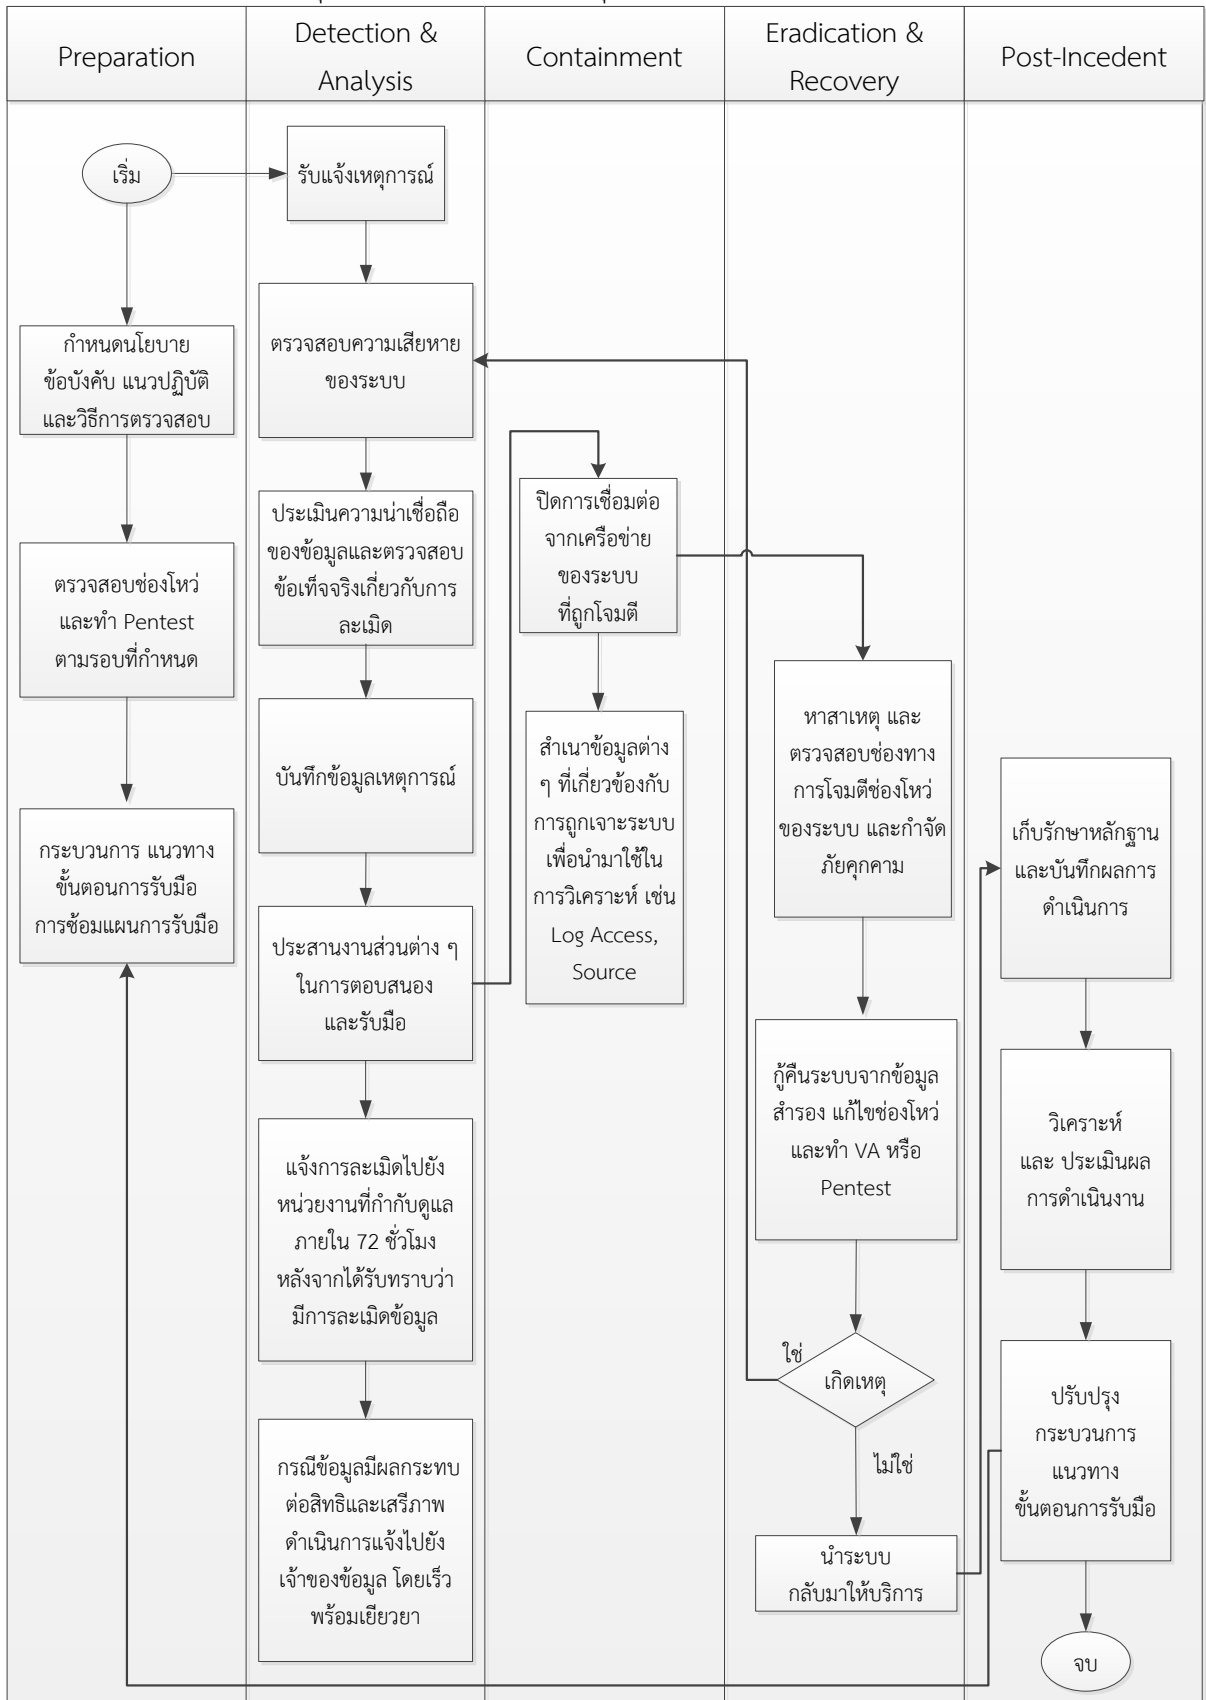 Preparation
Detection &
Analysis
Containment
Eradication &
Recovery
Post-Incedent
เริ่ม
กำหนดนโยบาย
ข้อบังคับ แนวปฏิบัติ
และวิธีการตรวจสอบ
ตรวจสอบช่องโหว่
และทำ Pentest
ตามรอบที่กำหนด
กระบวนการ แนวทาง
ขั้นตอนการรับมือ
การซ้อมแผนการรับมือ
รับแจ้งเหตุการณ์
ตรวจสอบความเสียหาย
ของระบบ
ประเมินความน่าเชื่อถือ
ของข้อมูลและตรวจสอบ
ข้อเท็จจริงเกี่ยวกับการ
ละเมิด
บันทึกข้อมูลเหตุการณ์
ประสานงานส่วนต่าง ๆ
ในการตอบสนอง
และรับมือ
แจ้งการละเมิดไปยัง
หน่วยงานที่กำกับดูแล
ภายใน 72 ชั่วโมง
หลังจากได้รับทราบว่า
มีการละเมิดข้อมูล
กรณีข้อมูลมีผลกระทบ
ต่อสิทธิและเสรีภาพ
ดำเนินการแจ้งไปยัง
เจ้าของข้อมูล โดยเร็ว
พร้อมเยียวยา
ปิดการเชื่อมต่อ
จากเครือข่าย
ของระบบ
ที่ถูกโจมตี
สำเนาข้อมูลต่าง
ๆ ที่เกี่ยวข้องกับ
การถูกเจาะระบบ
เพื่อนำมาใช้ใน
การวิเคราะห์ เช่น
Log Access,
Source
หาสาเหตุ และ
ตรวจสอบช่องทาง
การโจมตีช่องโหว่
ของระบบ และกำจัด
ภัยคุกคาม
กู้คืนระบบจากข้อมูล
สำรอง แก้ไขช่องโหว่
และทำ VA หรือ
Pentest
ใช่
เกิดเหตุ
ไม่ใช่
นำระบบ
กลับมาให้บริการ
เก็บรักษาหลักฐาน
และบันทึกผลการ
ดำเนินการ
วิเคราะห์
และ ประเมินผล
การดำเนินงาน
ปรับปรุง
กระบวนการ
แนวทาง
ขั้นตอนการรับมือ
จบ